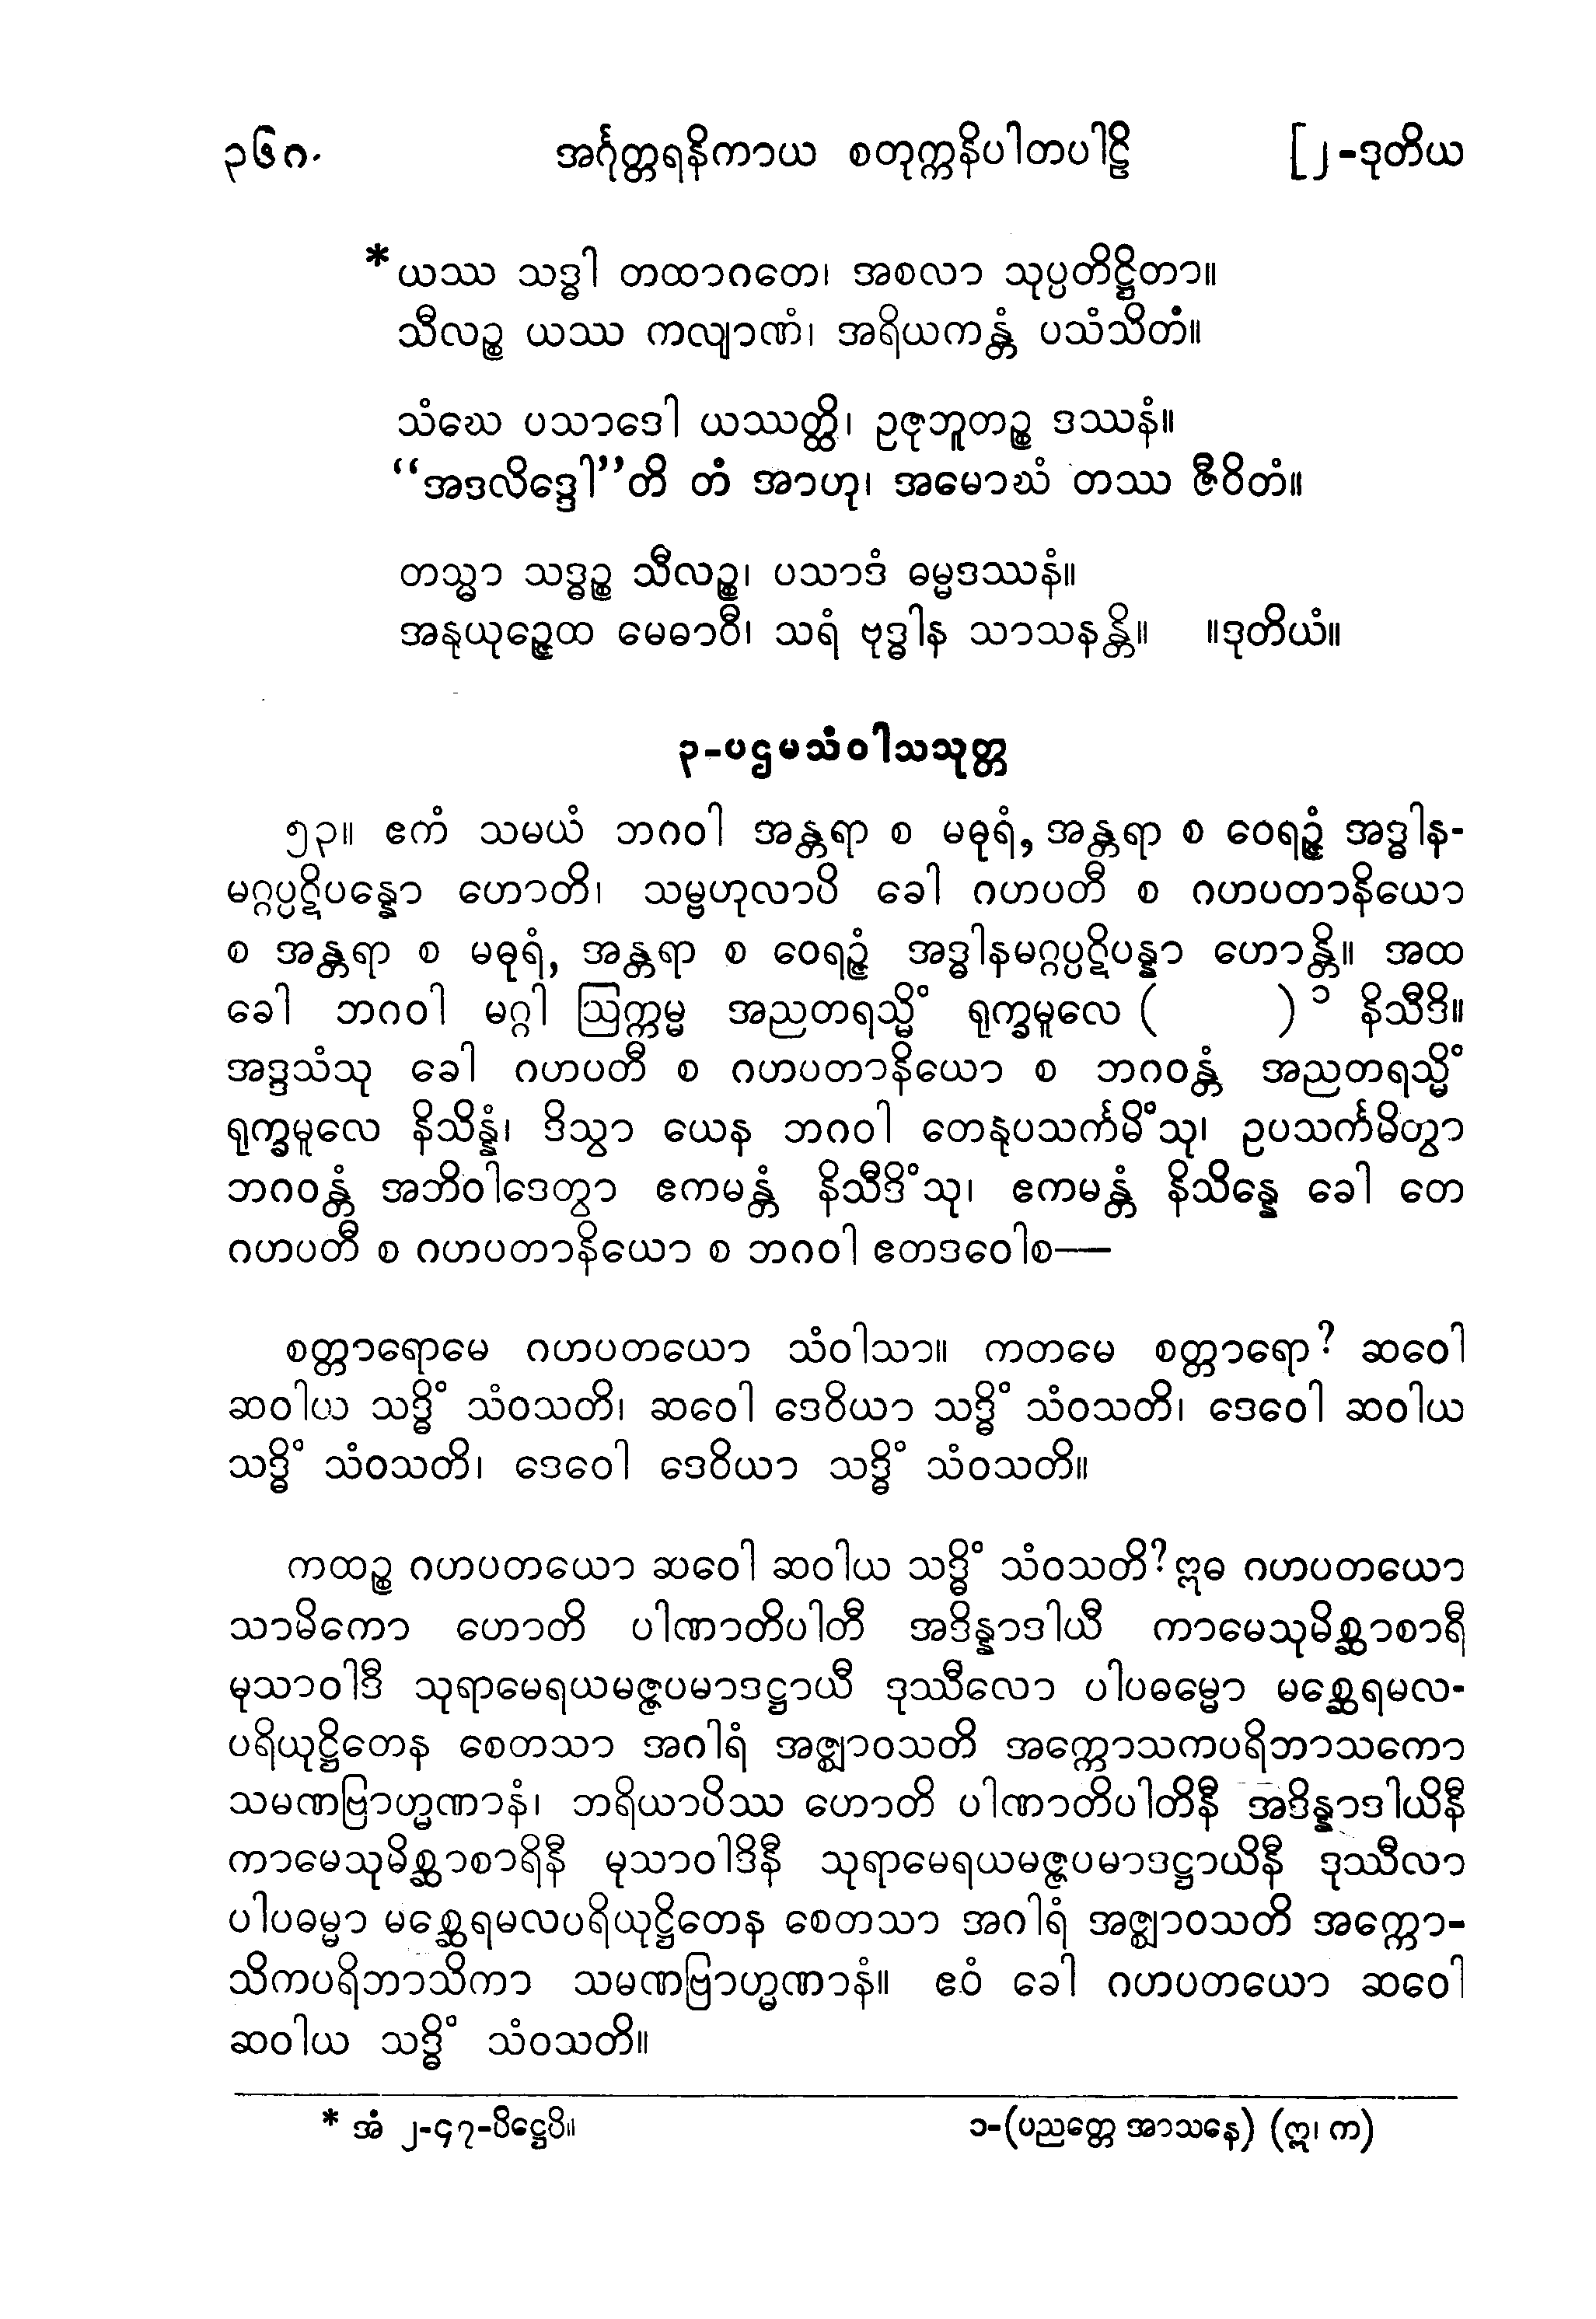 ၃၆ဂ. အင်္ဂုတ္တရနိကာယ စတုက္ကနိပါတပါဠိ [၂-ဒုတိယ
*ယဿ သဒ္ဓါ တထာဂတေ၊ အစလာ သုပ္ပတိဋ္ဌိတာ။
သီလဉ္စ ယဿ ကလျာဏံ၊ အရိယကန္တံ ပသံသိတံ။
သံဃေ ပသာဒေါ ယဿတ္ထိ၊ ဥဇုဘူတဉ္စ ဒဿနံ။
“အဒလိဒ္ဒေါ”တိ တံ အာဟု၊ အမောဃံ တဿ ဇီဝိတံ။
တသ္မာ သဒ္ဓဉ္စ သီလဉ္စ၊ ပသာဒံ ဓမ္မဒဿနံ။
အနုယုဉ္ဇေထ မေဓာဝီ၊ သရံ ဗုဒ္ဓါန သာသနန္တိ။ ။ဒုတိယံ။
၃-ပဌမသံဝါသသုတ္တ
၅၃။ ဧကံ သမယံ ဘဂဝါ အန္တရာ စ မဓုရံ, အန္တရာ စ ဝေရဉ္ဇံ အဒ္ဓါန-
မဂ္ဂပ္ပဋိပန္နော ဟောတိ၊ သမ္ဗဟုလာပိ ခေါ ဂဟပတီ စ ဂဟပတာနိယော
စ အန္တရာ စ မဓုရံ, အန္တရာ စ ဝေရဉ္ဇံ အဒ္ဓါနမဂ္ဂပ္ပဋိပန္နာ ဟောန္တိ။ အထ
ခေါ ဘဂဝါ မဂ္ဂါ ဩက္ကမ္မ အညတရသ္မိံ ရုက္ခမူလေ ( )၁ နိသီဒိ။
အဒ္ဒသံသု ခေါ ဂဟပတီ စ ဂဟပတာနိယော စ ဘဂဝန္တံ အညတရသ္မိံ
ရုက္ခမူလေ နိသိန္နံ၊ ဒိသွာ ယေန ဘဂဝါ တေနုပသင်္ကမိံသု၊ ဥပသင်္ကမိတွာ
ဘဂဝန္တံ အဘိဝါဒေတွာ ဧကမန္တံ နိသီဒိံသု၊ ဧကမန္တံ နိသိန္နေ ခေါ တေ
ဂဟပတီ စ ဂဟပတာနိယော စ ဘဂဝါ ဧတဒဝေါစ—
စတ္တာရောမေ ဂဟပတယော သံဝါသာ။ ကတမေ စတ္တာရော? ဆဝေါ
ဆဝါယ သဒ္ဓိံ သံဝသတိ၊ ဆဝေါ ဒေဝိယာ သဒ္ဓိံ သံဝသတိ၊ ဒေဝေါ ဆဝါယ
သဒ္ဓိံ သံဝသတိ၊ ဒေဝေါ ဒေဝိယာ သဒ္ဓိံ သံဝသတိ။
ကထဉ္စ ဂဟပတယော ဆဝေါ ဆဝါယ သဒ္ဓိံ သံဝသတိ? ဣဓ ဂဟပတယော
သာမိကော ဟောတိ ပါဏာတိပါတီ အဒိန္နာဒါယီ ကာမေသုမိစ္ဆာစာရီ
မုသာဝါဒီ သုရာမေရယမဇ္ဇပမာဒဋ္ဌာယီ ဒုဿီလော ပါပဓမ္မော မစ္ဆေရမလ-
ပရိယုဋ္ဌိတေန စေတသာ အဂါရံ အဇ္ဈာဝသတိ အက္ကောသကပရိဘာသကော
သမဏဗြာဟ္မဏာနံ၊ ဘရိယာပိဿ ဟောတိ ပါဏာတိပါတိနီ အဒိန္နာဒါယိနီ
ကာမေသုမိစ္ဆာစာရိနီ မုသာဝါဒိနီ သုရာမေရယမဇ္ဇပမာဒဋ္ဌာယိနီ ဒုဿီလာ
ပါပဓမ္မာ မစ္ဆေရမလပရိယုဋ္ဌိတေန စေတသာ အဂါရံ အဇ္ဈာဝသတိ အက္ကော-
သိကပရိဘာသိကာ သမဏဗြာဟ္မဏာနံ။ ဧဝံ ခေါ ဂဟပတယော ဆဝေါ
ဆဝါယ သဒ္ဓိံ သံဝသတိ။
* အံ ၂-၄၇-ပိဋ္ဌေပိ။ ၁-(ပညတ္တေ အာသနေ) (ဣ၊ က)